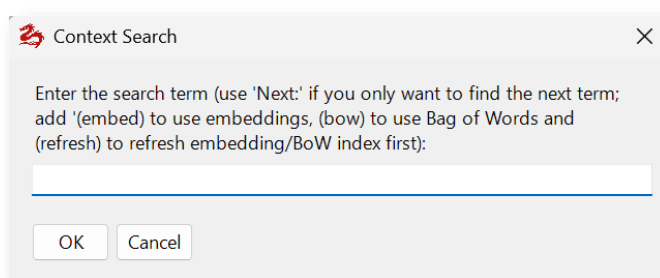 Context Search
Enter the search term (use 'Next:' if you only want to find the next term;
add '(embed) to use embeddings, (bow) to use Bag of Words and
(refresh) to refresh embedding/BoW index first):
OK Cancel